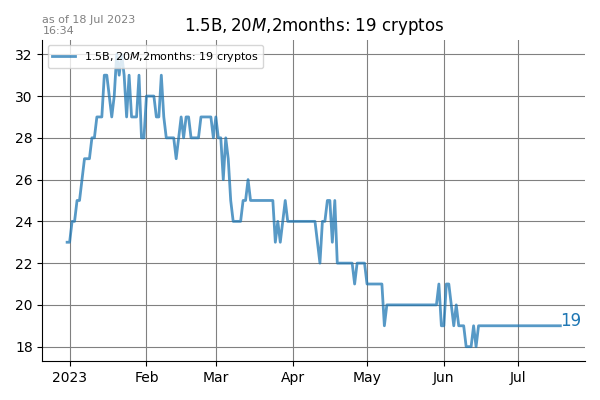 as of 18 Jul 2023
16:34
1.5B, 20M, 2months: 19 cryptos
1.5B, 20M, 2months: 19 cryptos
32
30
28
26
24
22
20
18
19
2023 Feb Mar Apr May Jun Jul